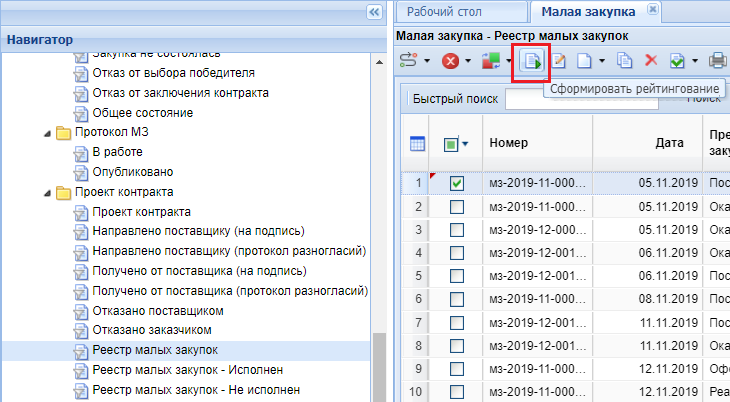 Рабочий стол
Малая закупка
Навигатор
Малая закупка - Реестр малых закупок
Закупка не состоялась
Отказ от выбора победителя
Отказ от заключения контракта
Общее состояние
Протокол МЗ
В работе
Опубликовано
Проект контракта
Проект контракта
Направлено поставщику (на подпись)
Направлено поставщику (протокол разногласий)
Получено от поставщика (на подпись)
Получено от поставщика (протокол разногласий)
Отказано поставщиком
Отказано заказчиком
Реестр малых закупок
Реестр малых закупок - Исполнен
Реестр малых закупок - Не исполнен
Сформировать рейтингование
Быстрый поиск
Поиск
Номер Дата Пре
зак
1 мз-2019-11-000... 05.11.2019 Пос
2 мз-2019-11-000... 05.11.2019 Ока
3 мз-2019-12-000... 05.11.2019 Ока
4 мз-2019-12-001... 06.11.2019 Ока
5 мз-2019-12-001... 06.11.2019 Пос
6 мз-2019-11-000... 08.11.2019 Пос
7 мз-2019-12-001... 11.11.2019 Пос
8 мз-2019-12-001... 11.11.2019 Ока
9 мз-2019-11-000... 12.11.2019 Офо
10 мз-2019-11-000... 12.11.2019 Реа